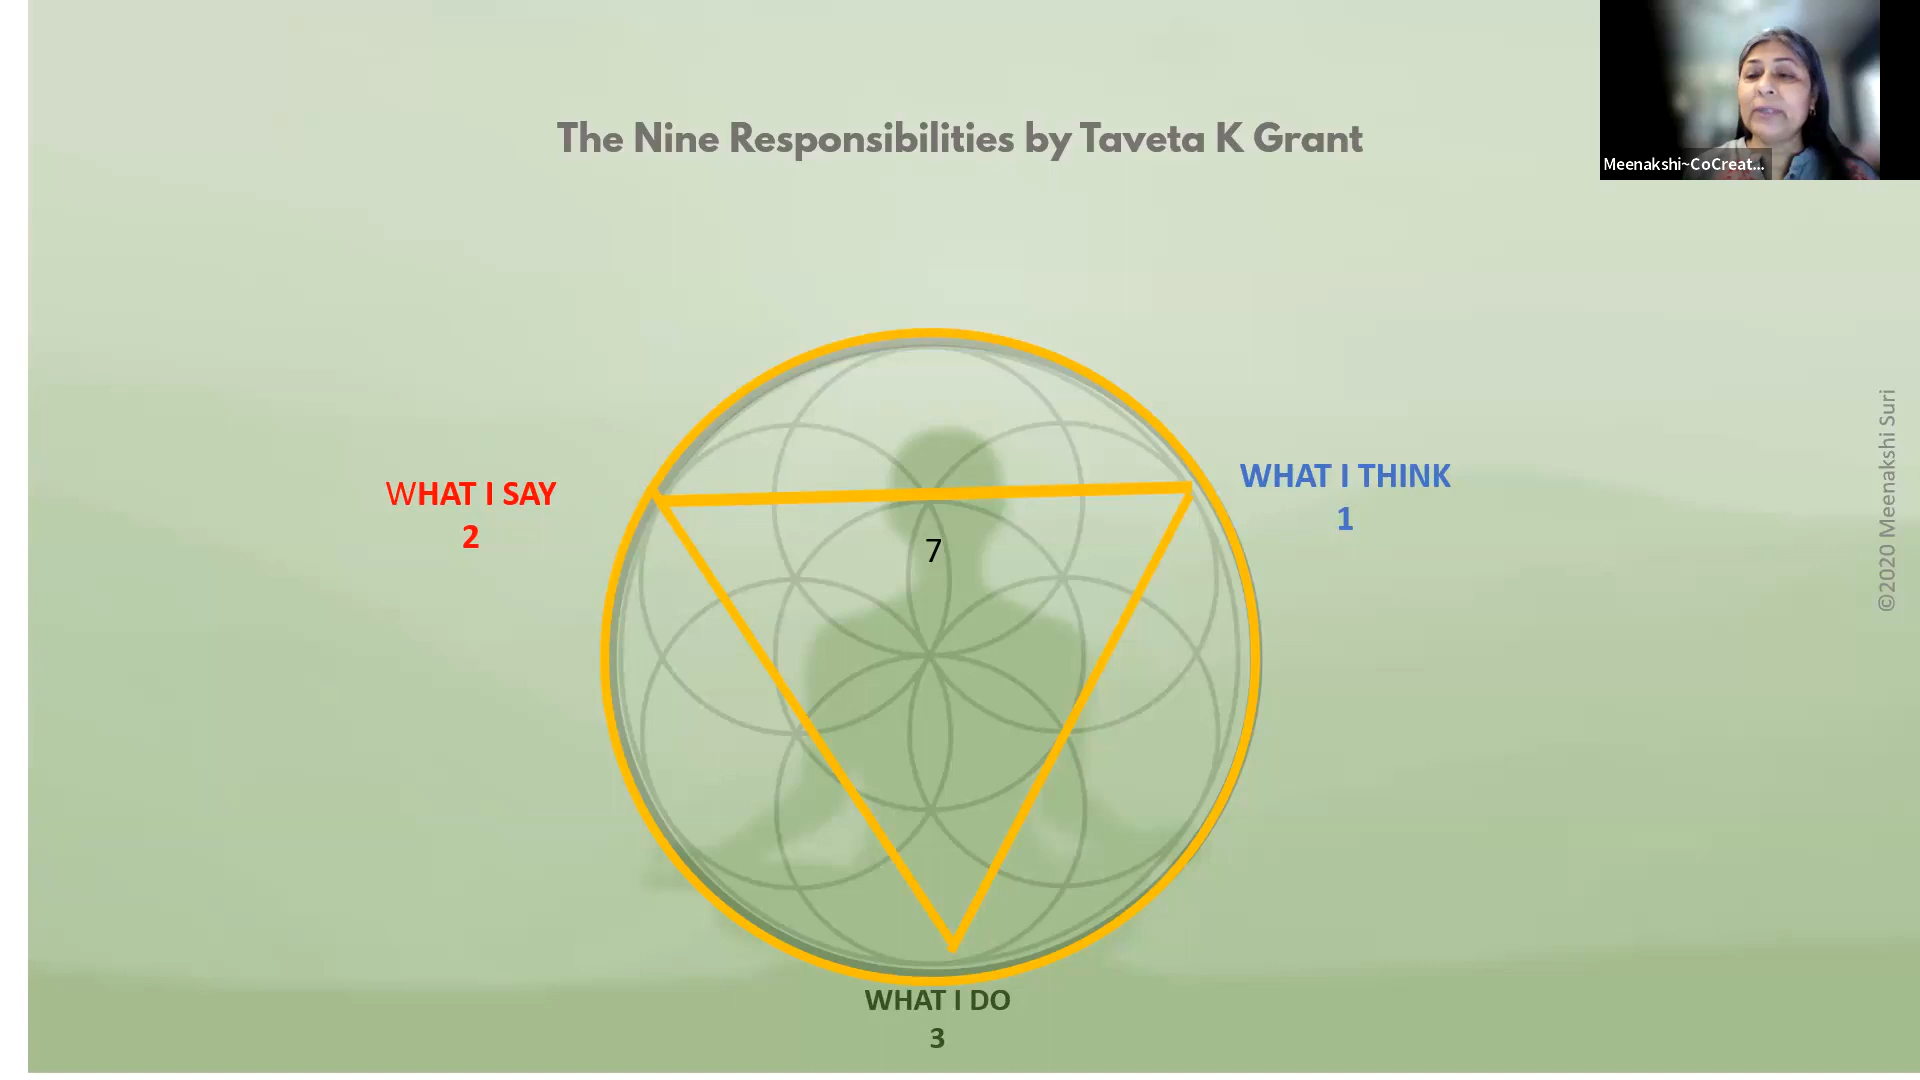 The Nine Responsibilities by Taveta K Grant
Meenakshi~CoCreat...
WHAT I SAY
2
WHAT I THINK
1
7
©2020 Meenakshi Suri
WHAT I DO
3